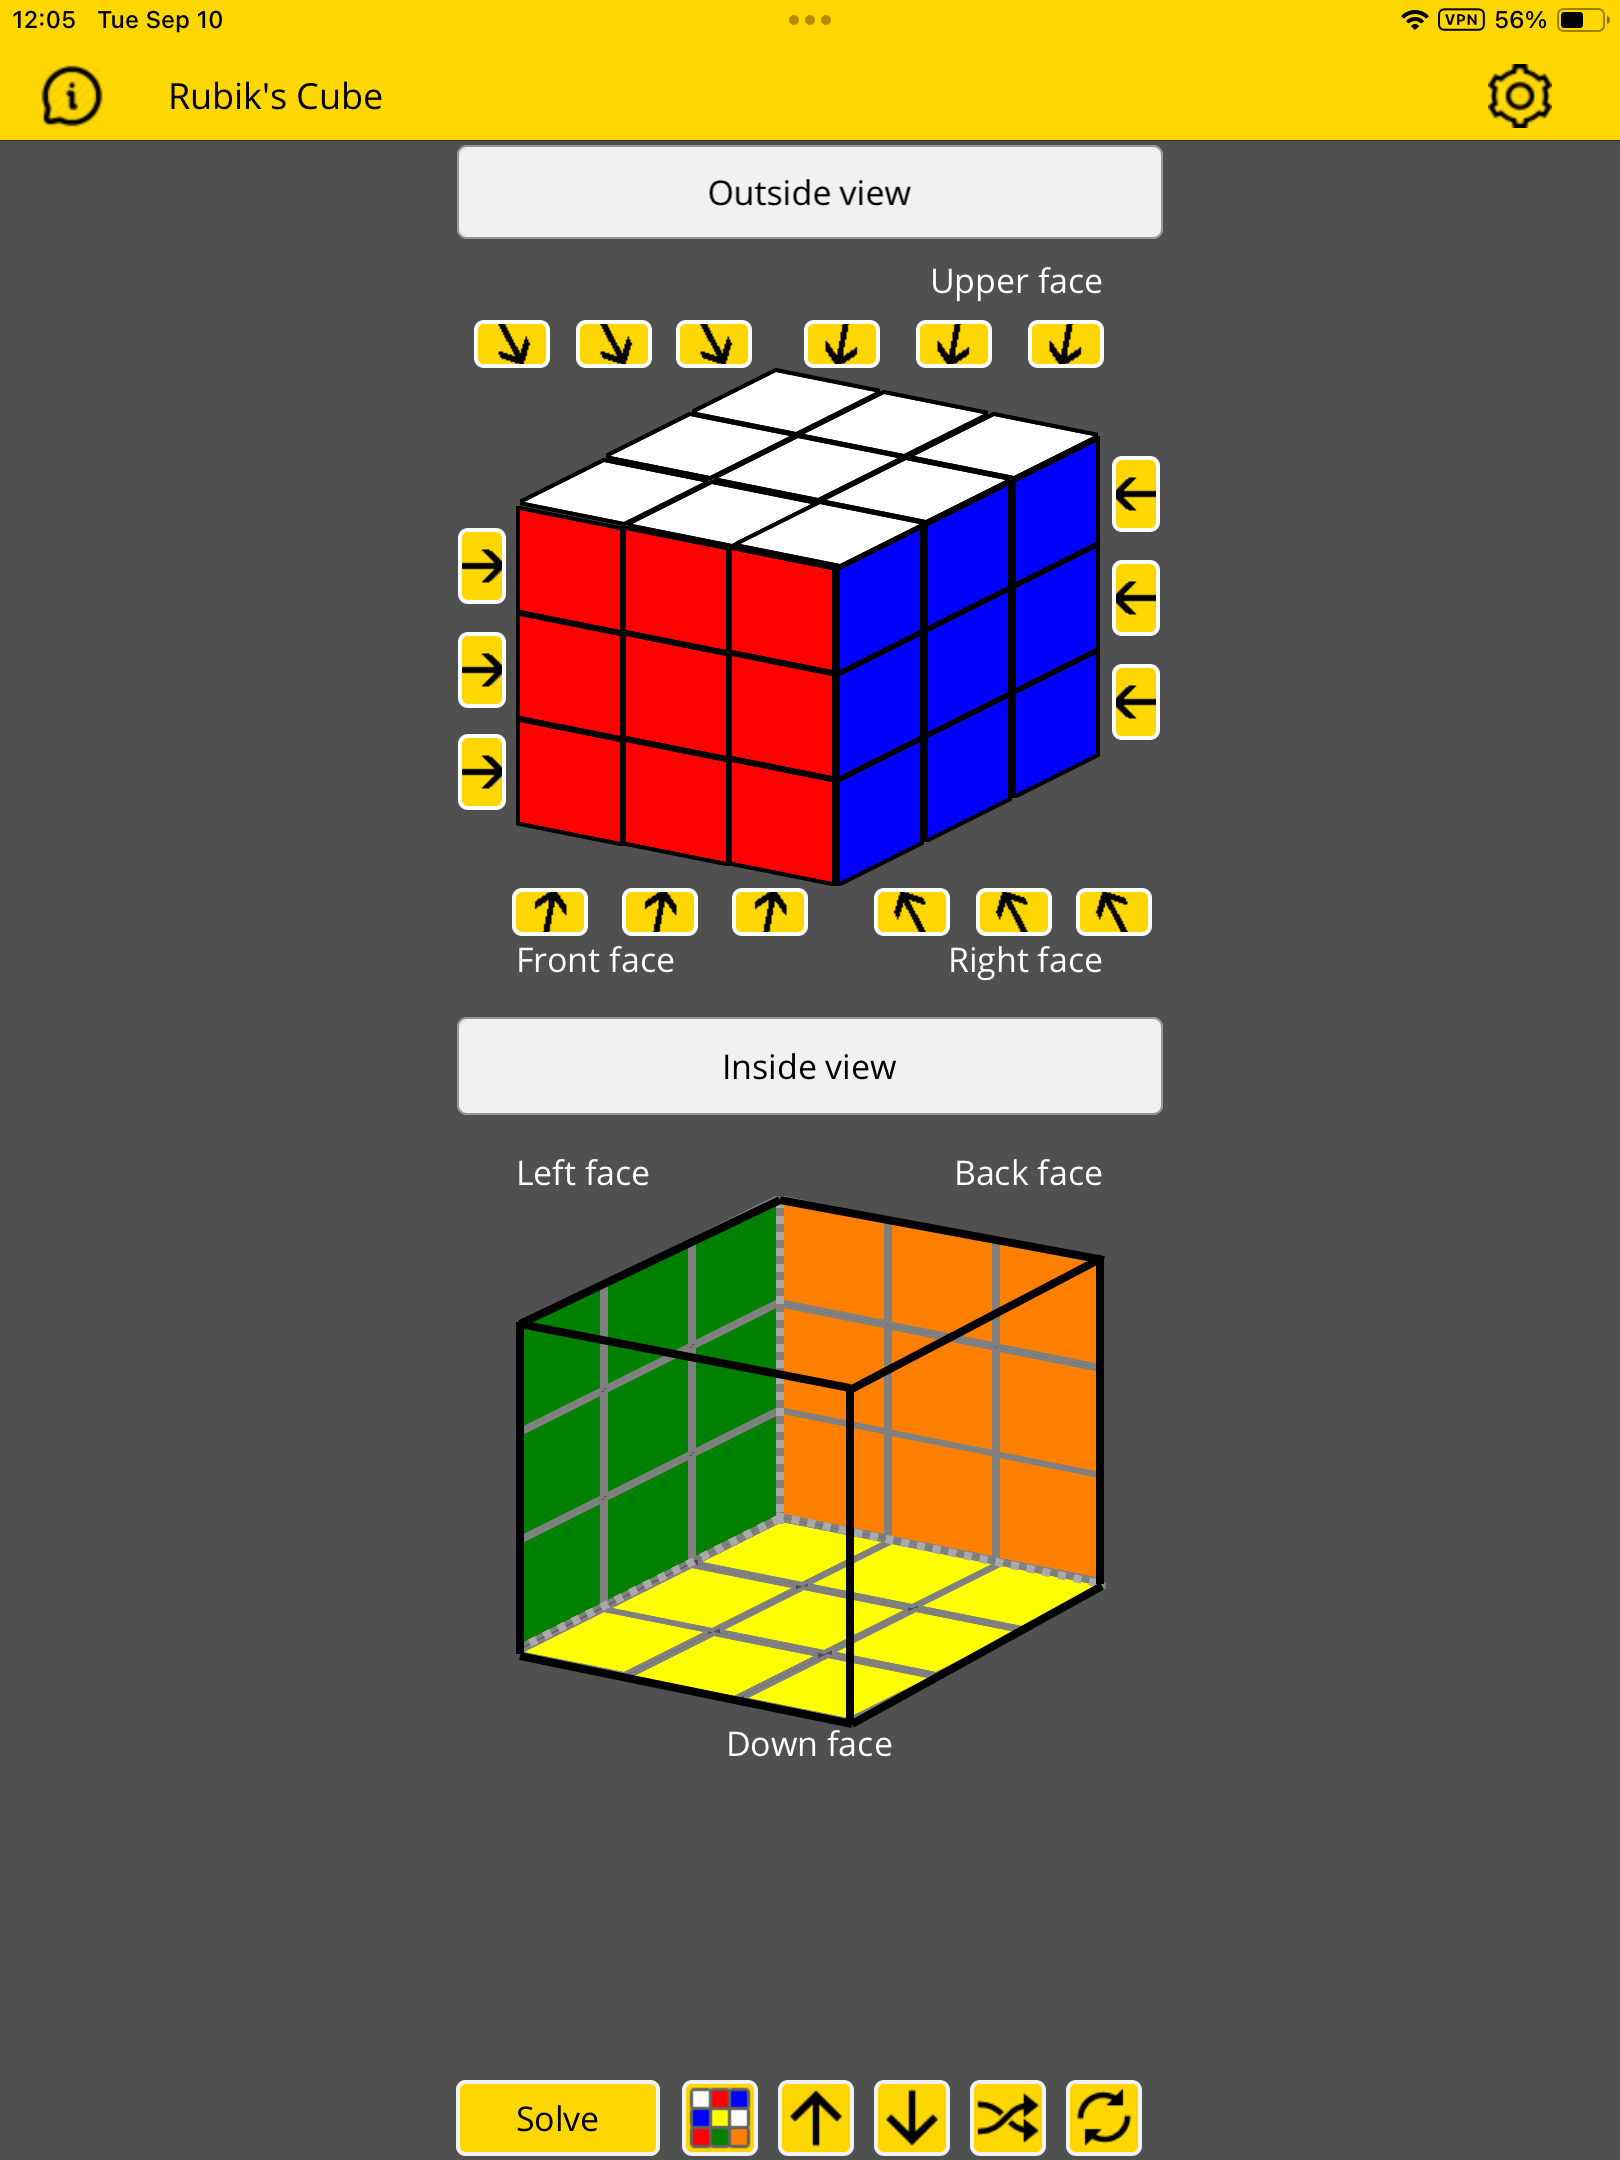 12:05 Tue Sep 10
VPN 56%
Rubik's Cube
Outside view
Upper face
Front face
Right face
Inside view
Left face
Back face
Down face
Solve